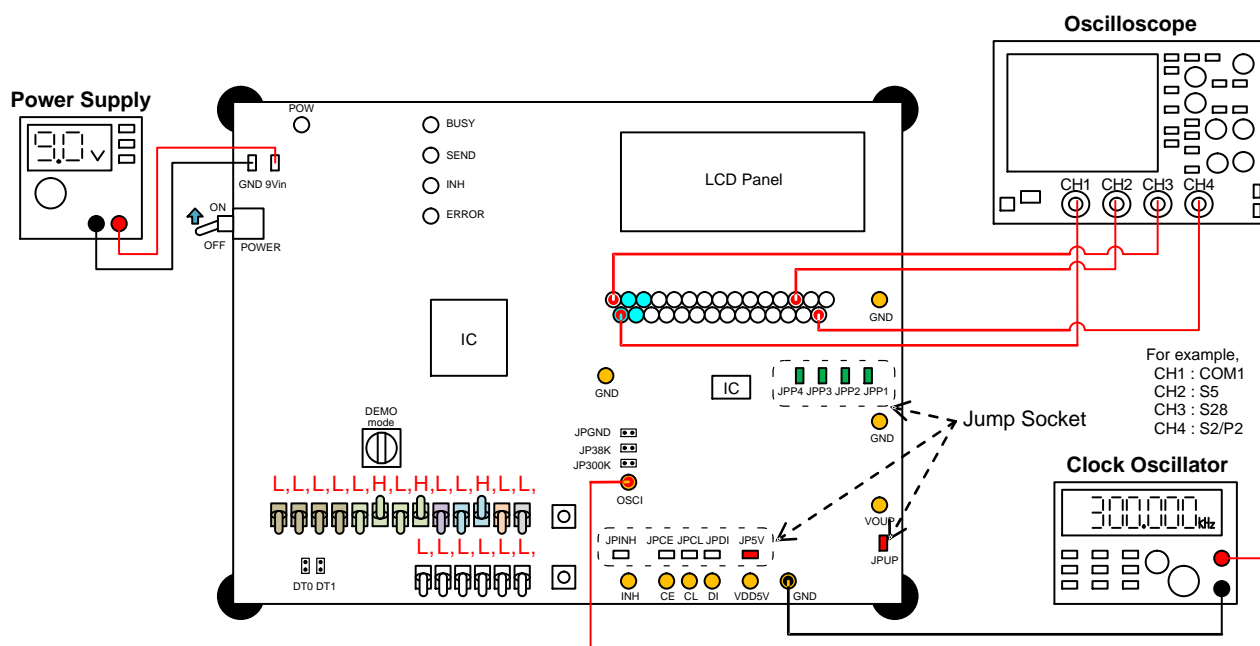 Oscilloscope
Power Supply
9.0 v
POW
BUSY
SEND
INH
ERROR
GND 9Vin
ON
OFF
POWER
LCD Panel
CH1 CH2 CH3 CH4
GND
IC
GND
IC
JPP4 JPP3 JPP2 JPP1
For example,
CH1 : COM1
CH2 : S5
CH3 : S28
CH4 : S2/P2
GND
Jump Socket
DEMO
mode
JPGND
JP38K
JP300K
OSCI
Clock Oscillator
300.000 kHz
L,L,L,L,L,H,L,H,L,L,H,L,L,
VOUP
JPUP
L,L,L,L,L,L,
JPINH JPCE JPCL JPDI JP5V
DT0 DT1
INH CE CL DI VDD5V GND